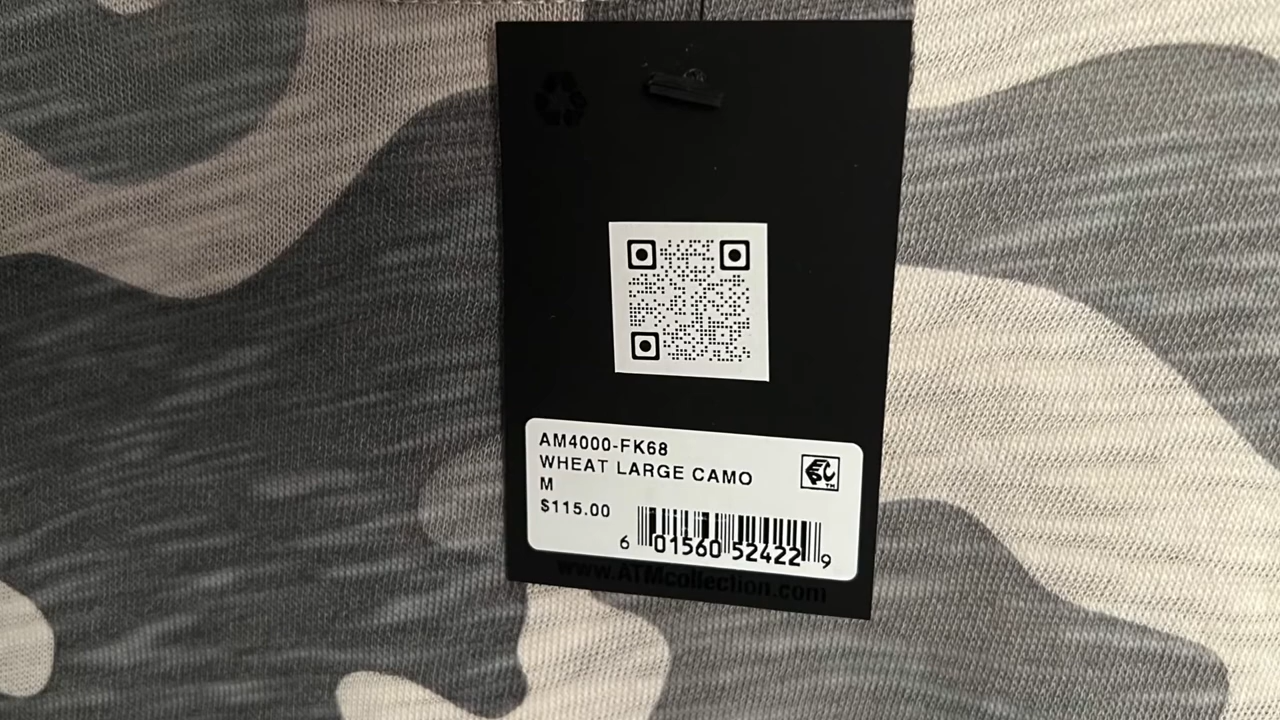 AM4000-FK68
WHEAT LARGE CAMO
M
$115.00
6 01560 52422 9
www.ATMcollection.com